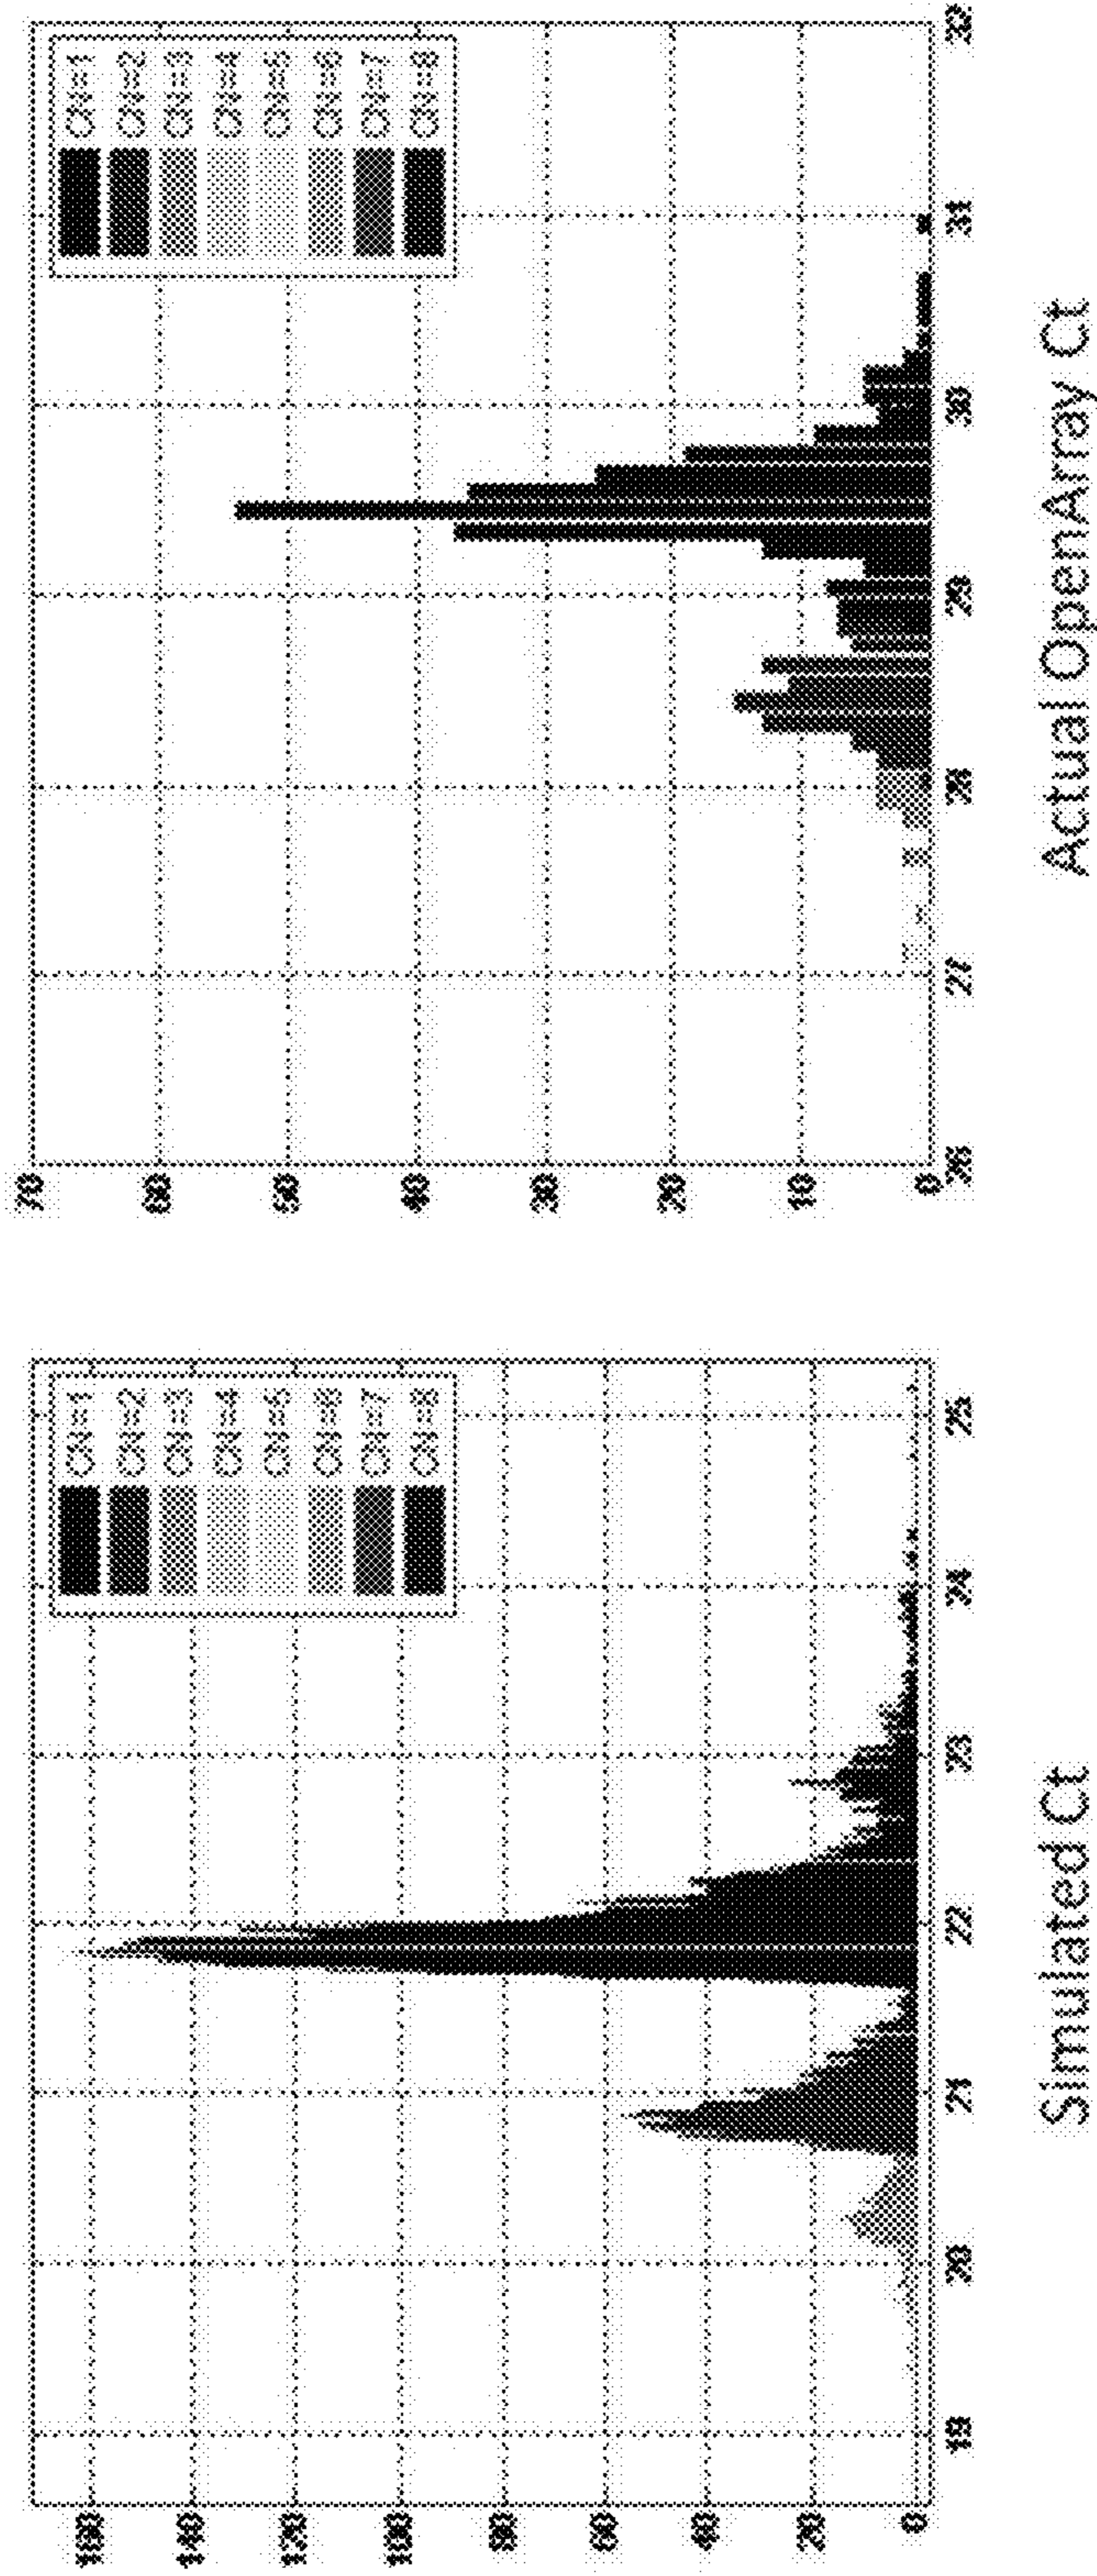 160
140
120
100
80
60
40
20
0
19
20
21
22
23
24
25
CN=1
CN=2
CN=3
CN=4
CN=5
CN=6
CN=7
CN=8
Simulated Ct
70
60
50
40
30
20
10
0
26
27
28
29
30
31
32
CN=1
CN=2
CN=3
CN=4
CN=5
CN=6
CN=7
CN=8
Actual OpenArray Ct